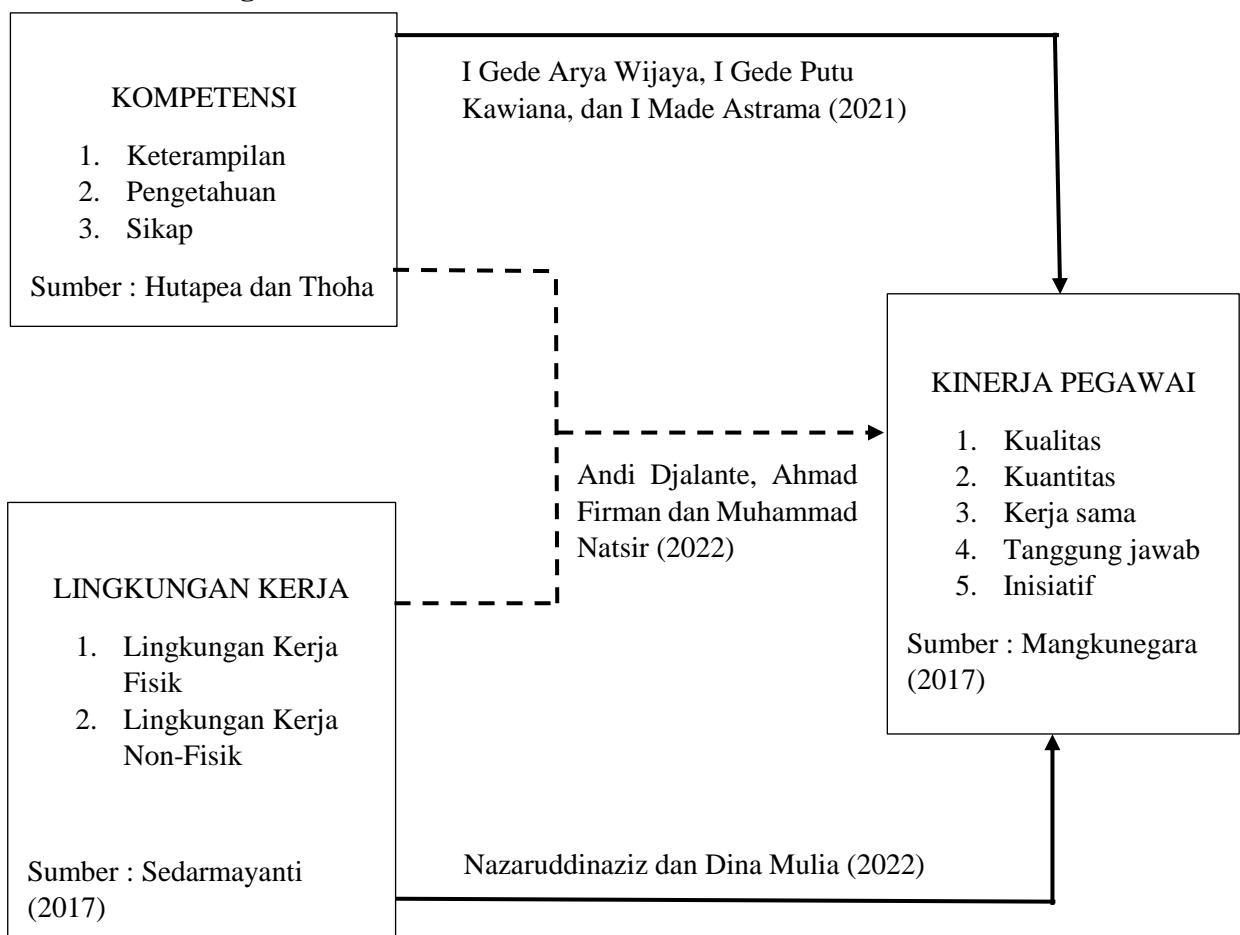 KOMPETENSI
1. Keterampilan
2. Pengetahuan
3. Sikap
Sumber : Hutapea dan Thoha
I Gede Arya Wijaya, I Gede Putu
Kawiana, dan I Made Astrama (2021)
KINERJA PEGAWAI
1. Kualitas
2. Kuantitas
3. Kerja sama
4. Tanggung jawab
5. Inisiatif
Sumber : Mangkunegara
(2017)
Andi Djalante, Ahmad
Firman dan Muhammad
Natsir (2022)
LINGKUNGAN KERJA
1. Lingkungan Kerja
Fisik
2. Lingkungan Kerja
Non-Fisik
Sumber : Sedarmayanti
(2017)
Nazaruddinaziz dan Dina Mulia (2022)